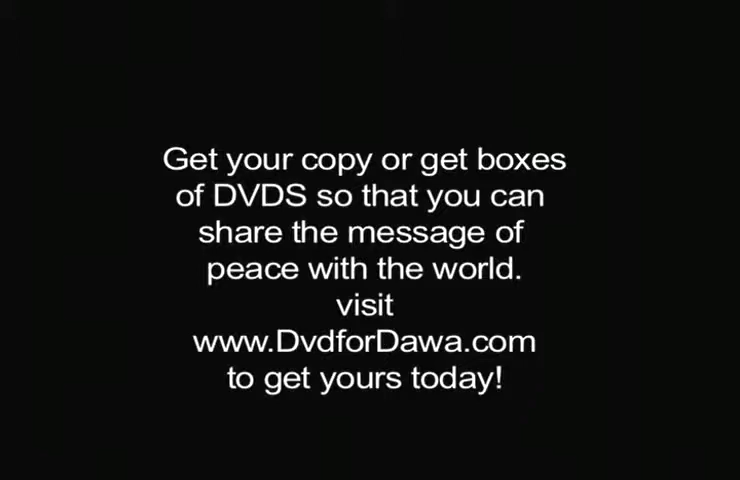 Get your copy or get boxes
of DVDS so that you can
share the message of
peace with the world.
visit
www.DvdforDawa.com
to get yours today!